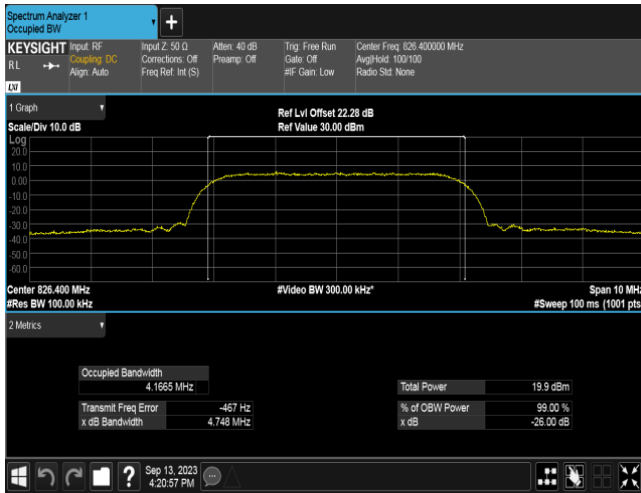 Spectrum Analyzer 1
Occupied BW
+
KEYSIGHT
RL
LXI
Input: RF
Coupling: DC
Align: Auto
Input Z: 50 Ω
Corrections: Off
Freq Ref: Int (S)
Atten: 40 dB
Preamp: Off
Trig: Free Run
Gate: Off
#IF Gain: Low
Center Freq: 826.400000 MHz
Avg|Hold: 100/100
Radio Std: None
1 Graph
Scale/Div 10.0 dB
Ref Lvl Offset 22.28 dB
Ref Value 30.00 dBm
Log
20.0
10.0
0.00
-10.0
-20.0
-30.0
-40.0
-50.0
-60.0
Center 826.400 MHz
#Video BW 300.00 kHz*
Span 10 MHz
#Res BW 100.00 kHz
#Sweep 100 ms (1001 pts
2 Metrics
Occupied Bandwidth
4.1665 MHz
Total Power 19.9 dBm
Transmit Freq Error -467 Hz
% of OBW Power 99.00 %
x dB Bandwidth 4.748 MHz
x dB -26.00 dB
?
Sep 13, 2023
4:20:57 PM